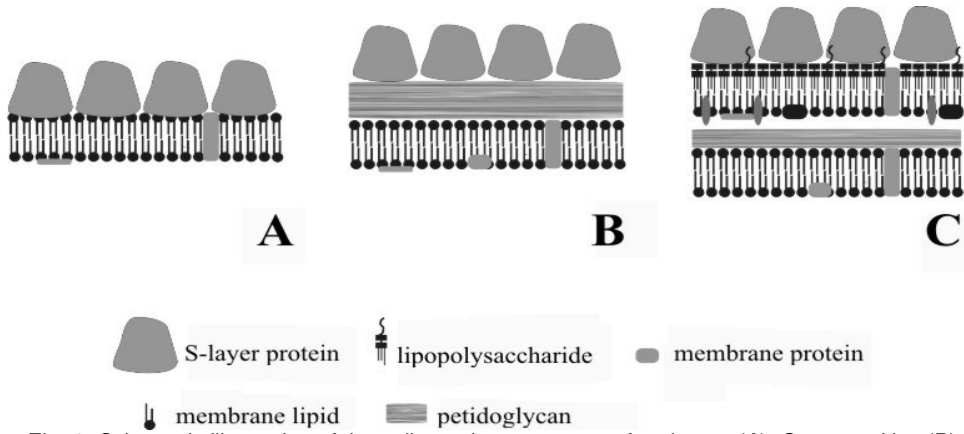 A
B
C
S-layer protein
lipopolysaccharide
membrane protein
membrane lipid
petidoglycan